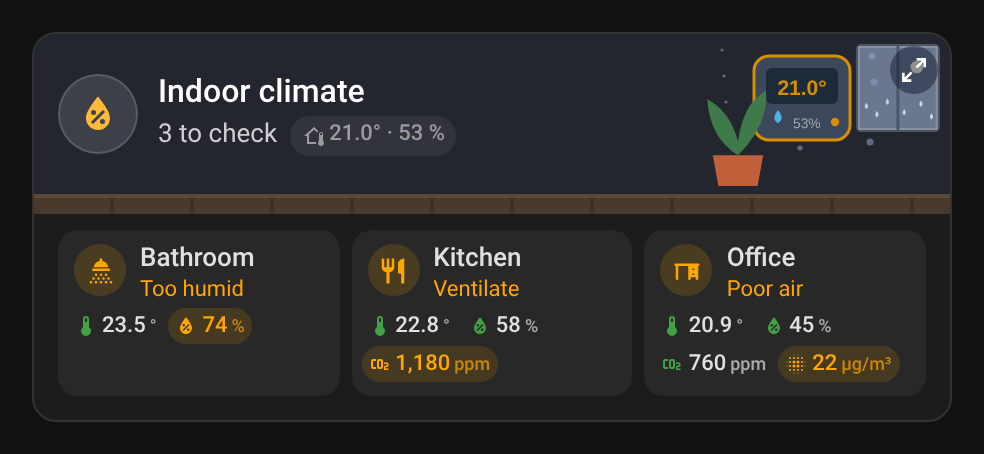 Indoor climate
3 to check 21.0° · 53 %
21.0°
53%
Bathroom
Too humid
23.5 ° 74 %
Kitchen
Ventilate
22.8 ° 58 %
CO₂ 1,180 ppm
Office
Poor air
20.9 ° 45 %
CO₂ 760 ppm 22 µg/m³